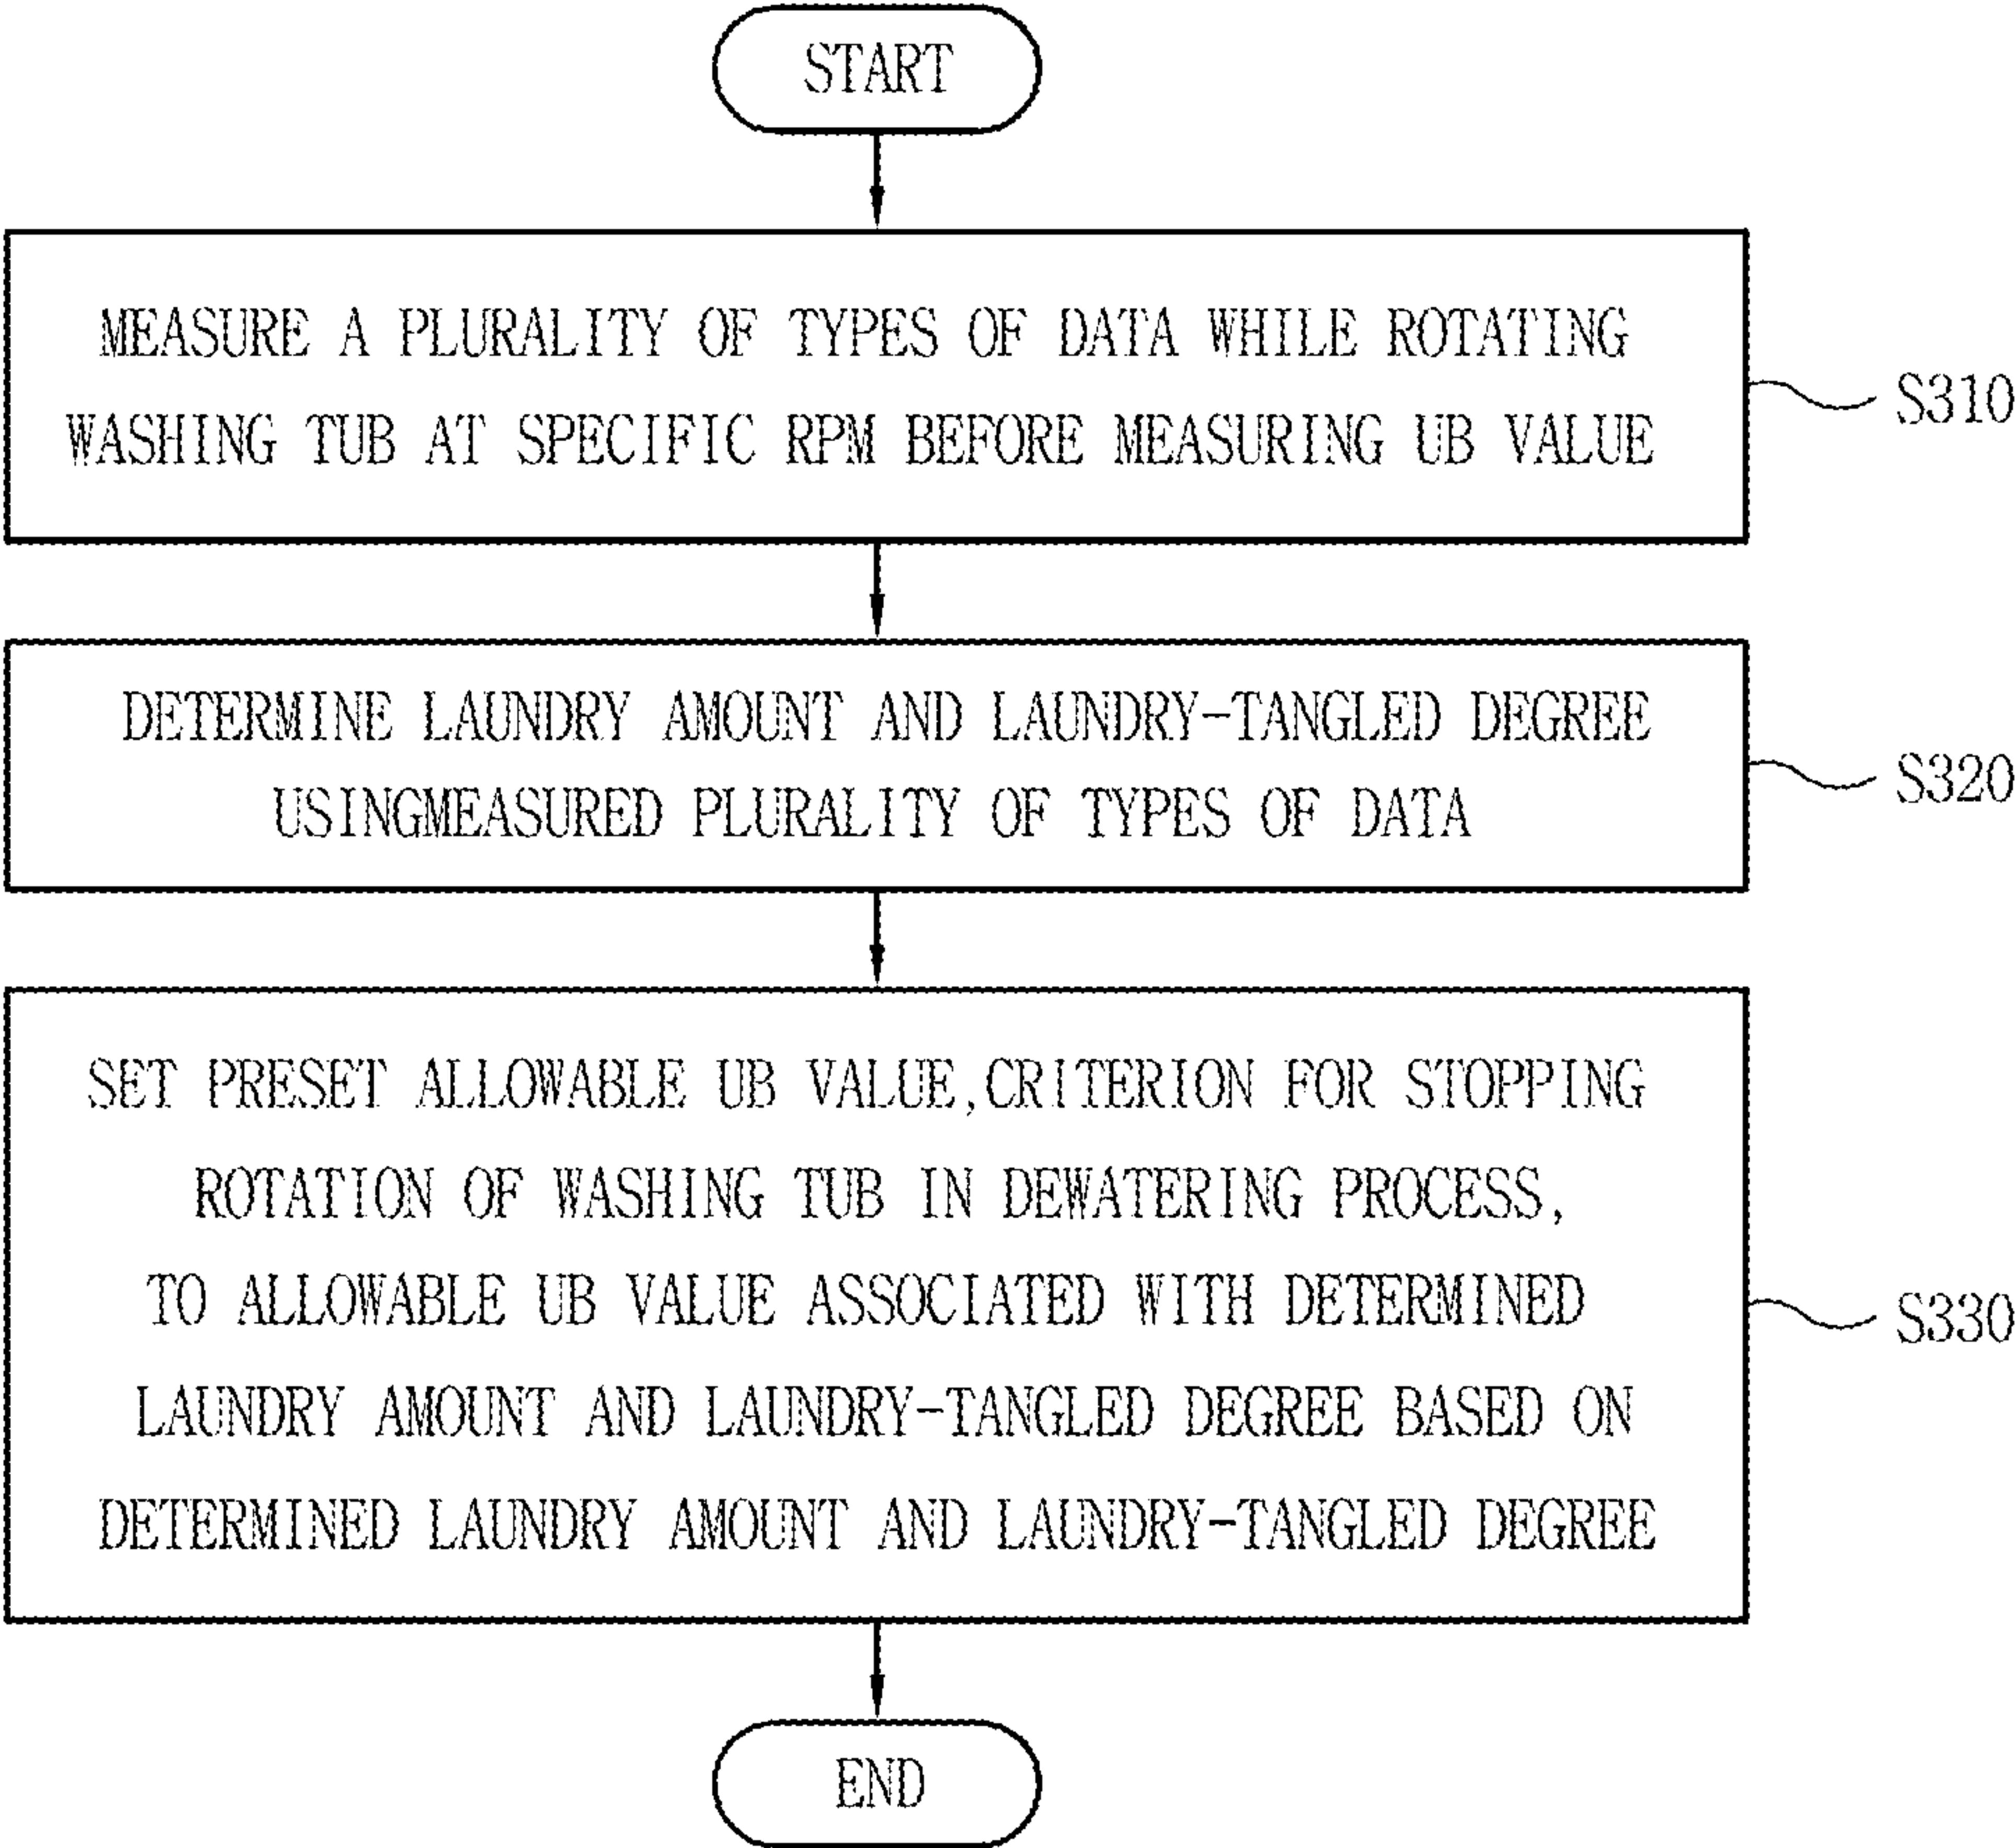 START
MEASURE A PLURALITY OF TYPES OF DATA WHILE ROTATING
WASHING TUB AT SPECIFIC RPM BEFORE MEASURING UB VALUE
S310
DETERMINE LAUNDRY AMOUNT AND LAUNDRY-TANGLED DEGREE
USINGMEASURED PLURALITY OF TYPES OF DATA
S320
SET PRESET ALLOWABLE UB VALUE,CRITERION FOR STOPPING
ROTATION OF WASHING TUB IN DEWATERING PROCESS,
TO ALLOWABLE UB VALUE ASSOCIATED WITH DETERMINED
LAUNDRY AMOUNT AND LAUNDRY-TANGLED DEGREE BASED ON
DETERMINED LAUNDRY AMOUNT AND LAUNDRY-TANGLED DEGREE
S330
END